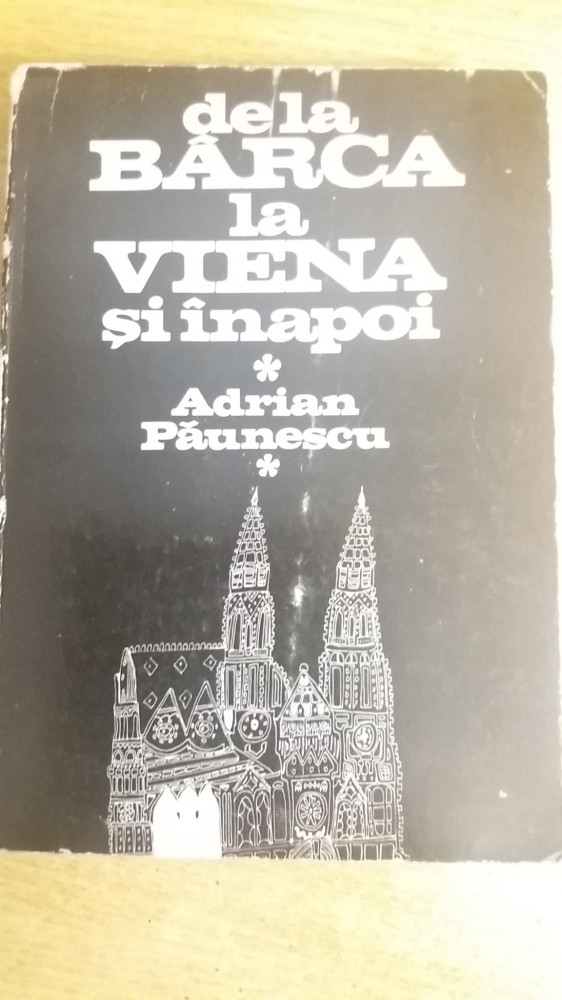 de la
BÂRCA
la
VIENA
și înapoi
*
Adrian
Păunescu
*